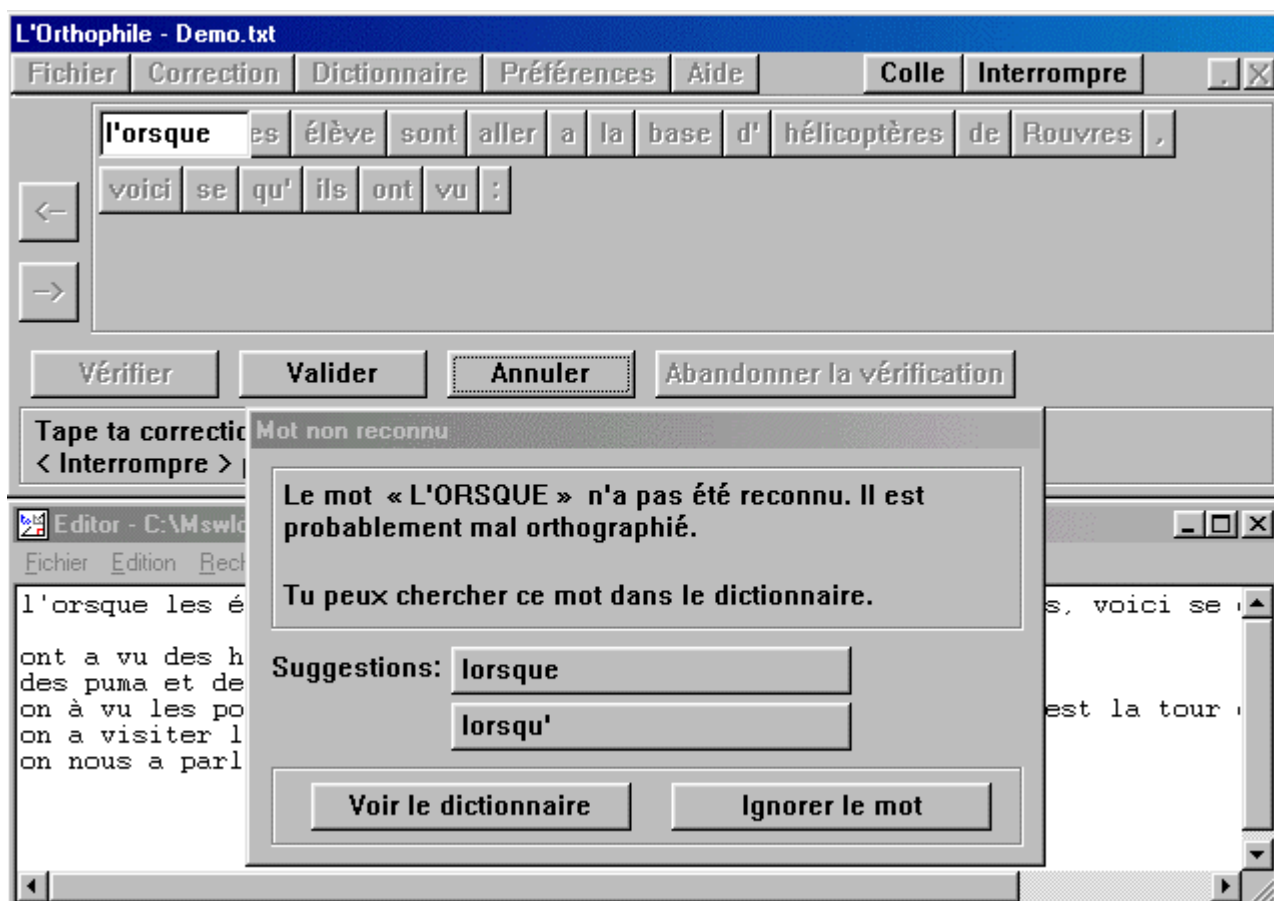 L'Orthophile - Demo.txt
Fichier Correction Dictionnaire Préférences Aide Colle Interrompre . X
l'orsque es élève sont aller a la base d' hélicoptères de Rouvres ,
voici se qu' ils ont vu :
<–
–>
Vérifier Valider Annuler Abandonner la vérification
Tape ta
< Interrompre >
Mot non reconnu
Le mot « L'ORSQUE » n'a pas été reconnu. Il est
probablement mal orthographié.
Tu peux chercher ce mot dans le dictionnaire.
Suggestions: lorsque
lorsqu'
Voir le dictionnaire Ignorer le mot
Editor - C:\Mswlo
Fichier Edition Rech
l'orsque les é s, voici se
ont a vu des h
des puma et de
on à vu les po est la tour
on a visiter l
on nous a parl